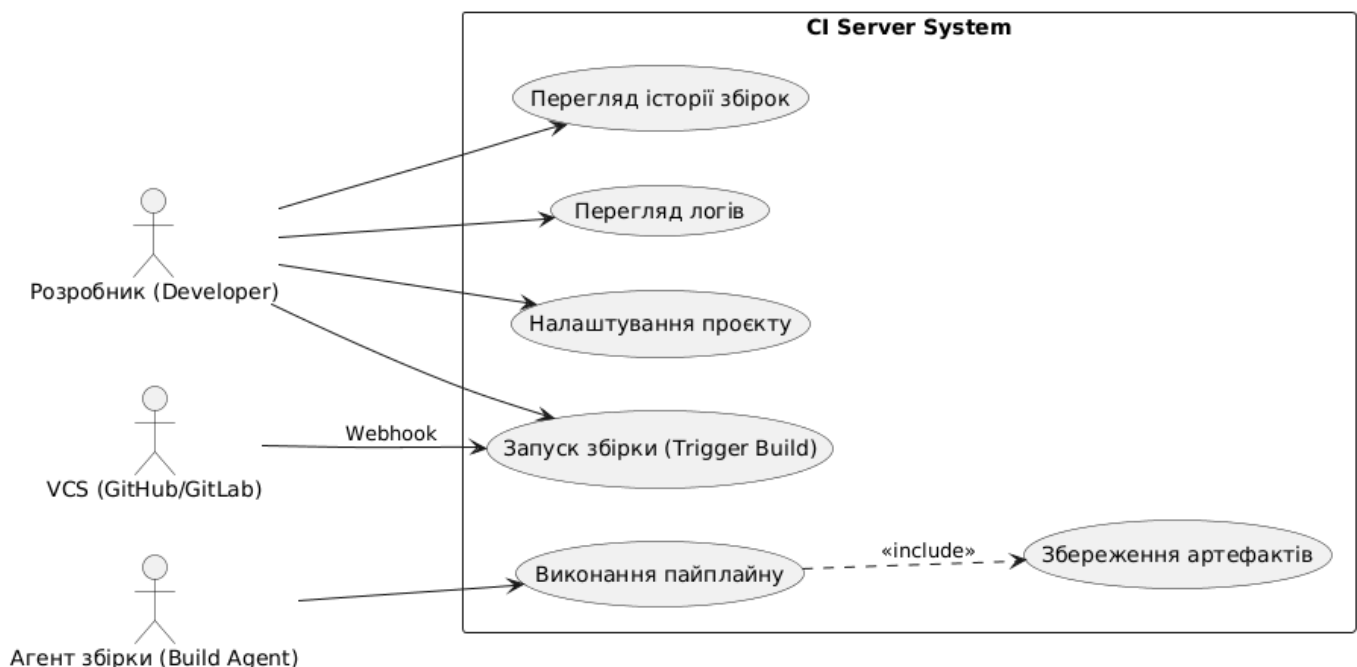 CI Server System
Перегляд історії збірок
Перегляд логів
Розробник (Developer)
Налаштування проєкту
Webhook
Запуск збірки (Trigger Build)
VCS (GitHub/GitLab)
«include»
Збереження артефактів
Виконання пайплайну
Агент збірки (Build Agent)